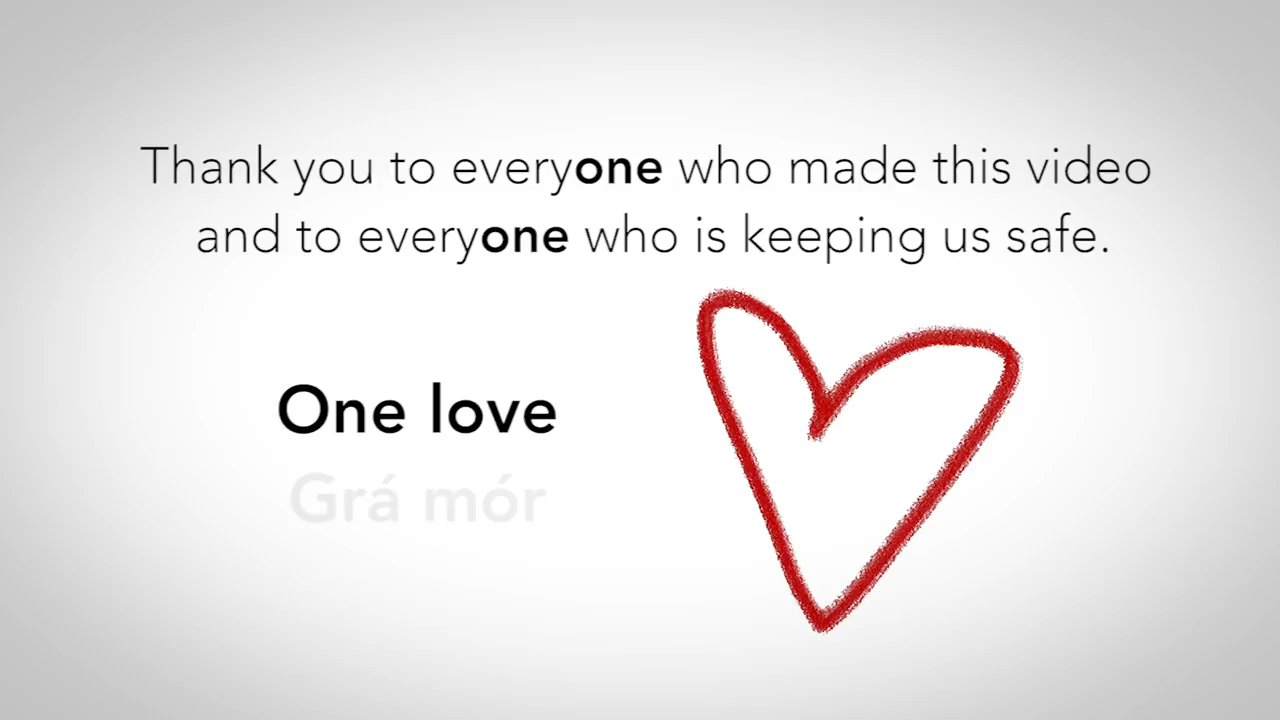 Thank you to everyone who made this video
and to everyone who is keeping us safe.
One love
Grá mór